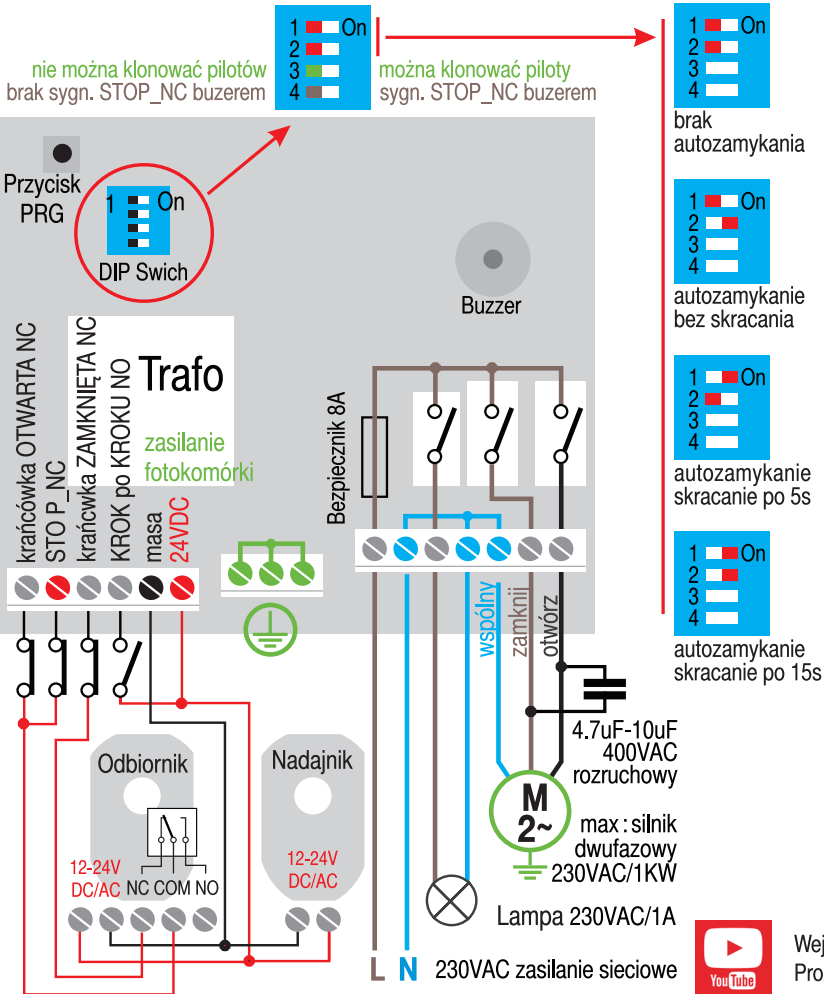 1 On
2
3
4
nie można klonować pilotów
brak sygn. STOP_NC buzerem
można klonować piloty
sygn. STOP_NC buzerem
1 On
2
3
4
brak
autozamykania
1 On
2
3
4
autozamykanie
bez skracania
1 On
2
3
4
autozamykanie
skracanie po 5s
1 On
2
3
4
autozamykanie
skracanie po 15s
Przycisk
PRG
1 On
DIP Swich
Buzzer
krańcówka OTWARTA NC
STO P_NC
krańcwka ZAMKNIĘTA NC
KROK po KROKU NO
masa
24VDC
Trafo
zasilanie
fotokomórki
Bezpiecznik 8A
wspólny
zamknij
otwórz
4.7uF-10uF
400VAC
rozruchowy
M
2~
max : silnik
dwufazowy
230VAC/1KW
Odbiornik
12-24V
DC/AC
NC COM NO
Nadajnik
12-24V
DC/AC
Lampa 230VAC/1A
L N 230VAC zasilanie sieciowe
YouTube
Wej
Pro